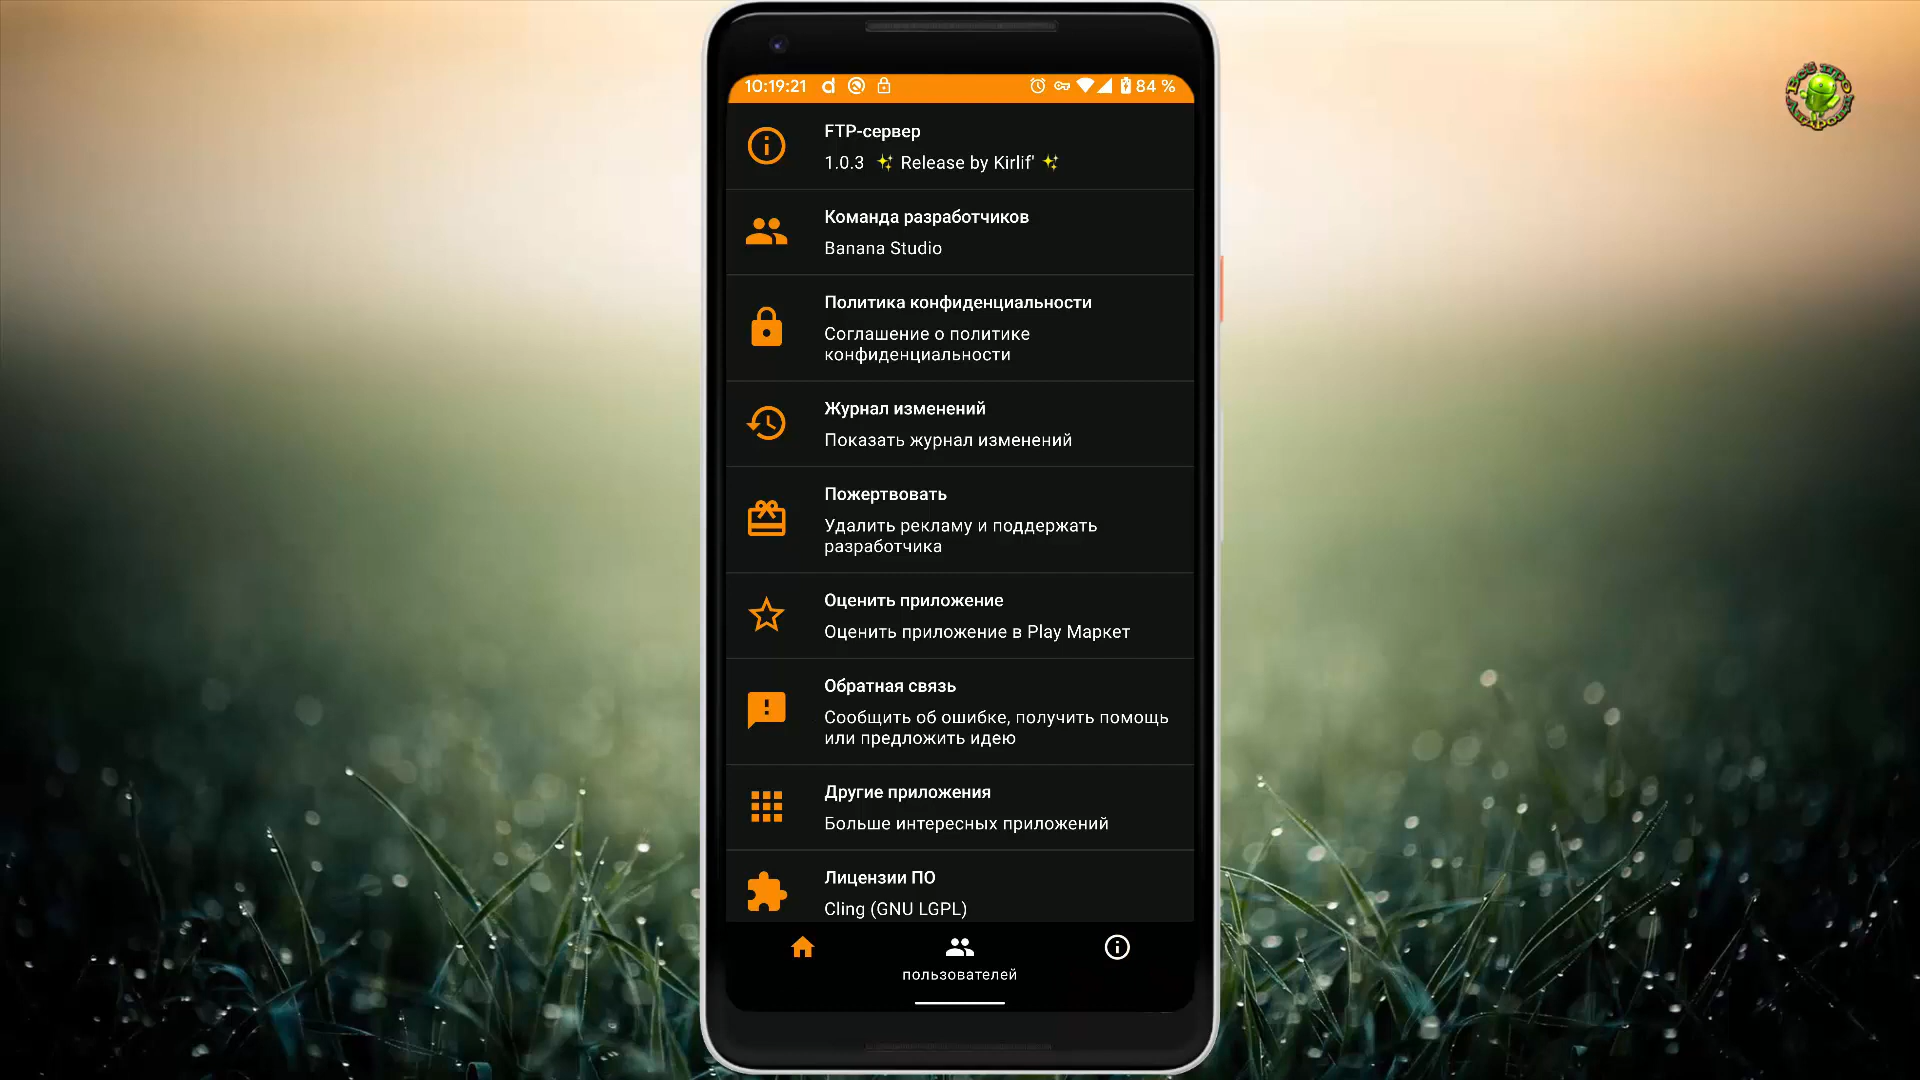 10:19:21
84 %
FTP-сервер
1.0.3 ✨ Release by Kirlif' ✨
Команда разработчиков
Banana Studio
Политика конфиденциальности
Соглашение о политике
конфиденциальности
Журнал изменений
Показать журнал изменений
Пожертвовать
Удалить рекламу и поддержать
разработчика
Оценить приложение
Оценить приложение в Play Маркет
Обратная связь
Сообщить об ошибке, получить помощь
или предложить идею
Другие приложения
Больше интересных приложений
Лицензии ПО
Cling (GNU LGPL)
пользователей
Всё про
Андроид